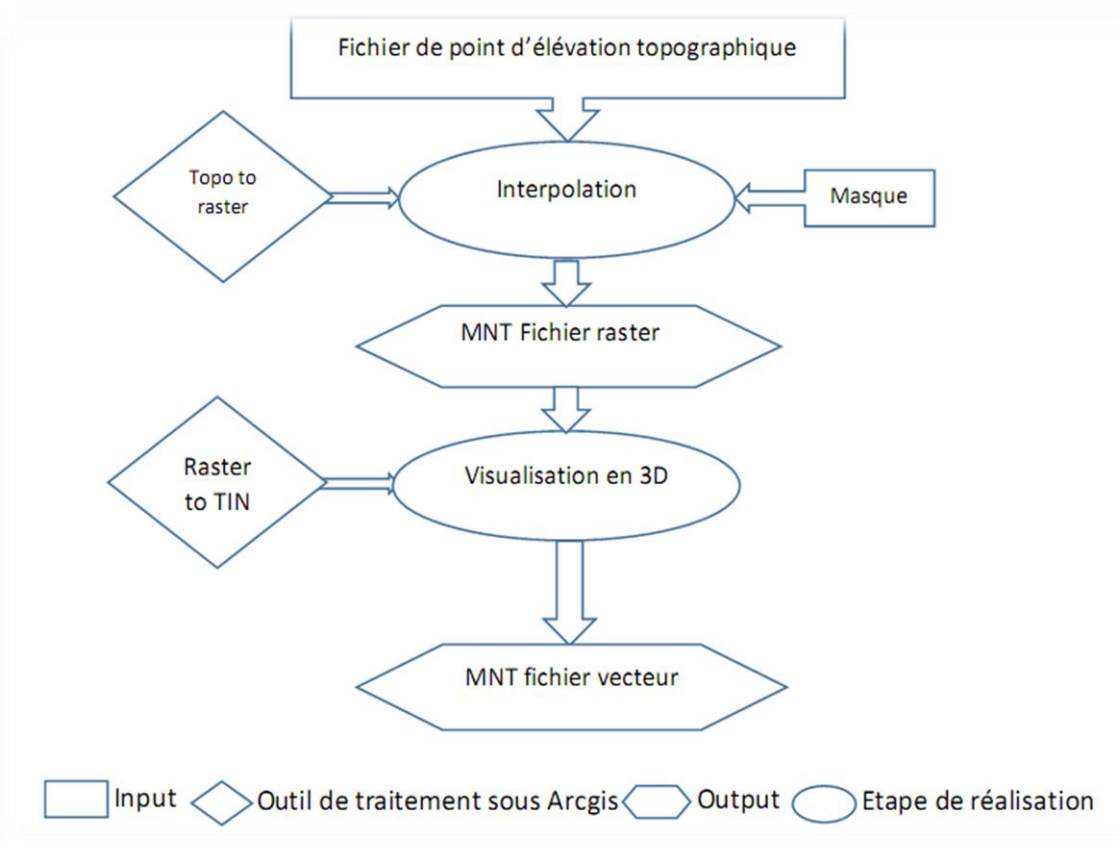 Fichier de point d’élévation topographique
Topo to
raster
Interpolation
Masque
MNT Fichier raster
Raster
to TIN
Visualisation en 3D
MNT fichier vecteur
Input
Outil de traitement sous Arcgis
Output
Etape de réalisation